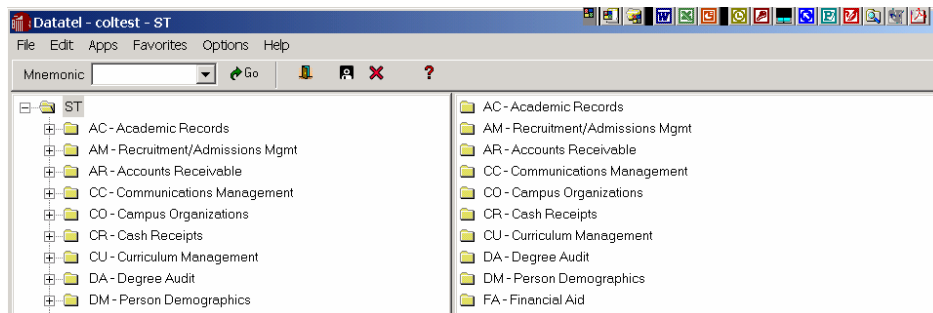 Datatel - coltest - ST
File Edit Apps Favorites Options Help
Mnemonic Go ?
ST
AC - Academic Records
AM - Recruitment/Admissions Mgmt
AR - Accounts Receivable
CC - Communications Management
CO - Campus Organizations
CR - Cash Receipts
CU - Curriculum Management
DA - Degree Audit
DM - Person Demographics
AC - Academic Records
AM - Recruitment/Admissions Mgmt
AR - Accounts Receivable
CC - Communications Management
CO - Campus Organizations
CR - Cash Receipts
CU - Curriculum Management
DA - Degree Audit
DM - Person Demographics
FA - Financial Aid